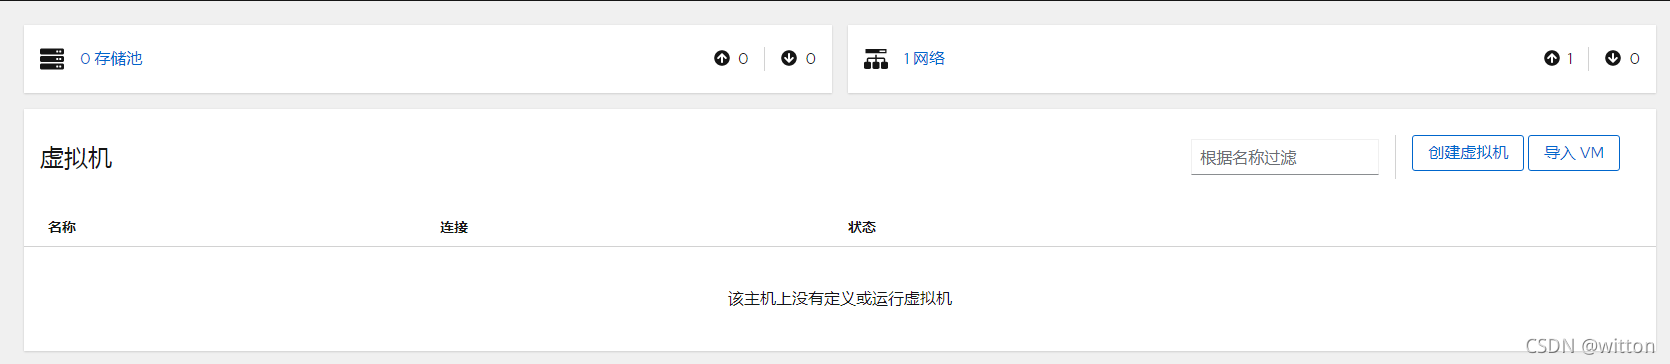 0 存储池 0 0
1 网络 1 0
虚拟机 根据名称过滤 创建虚拟机 导入 VM
名称 连接 状态
该主机上没有定义或运行虚拟机
CSDN @witton